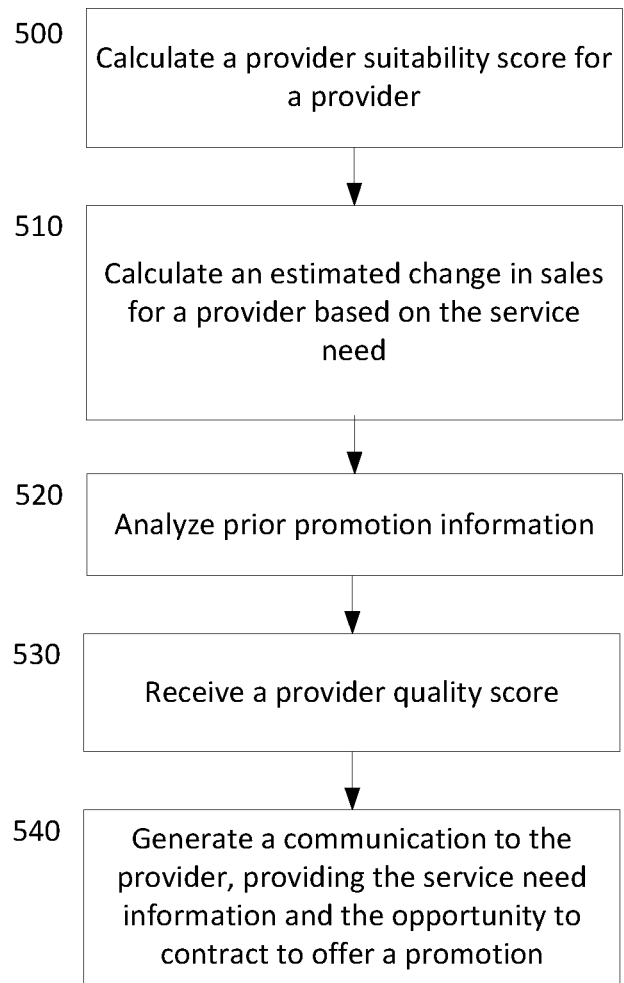 500
Calculate a provider suitability score for
a provider
510
Calculate an estimated change in sales
for a provider based on the service
need
520
Analyze prior promotion information
530
Receive a provider quality score
540
Generate a communication to the
provider, providing the service need
information and the opportunity to
contract to offer a promotion